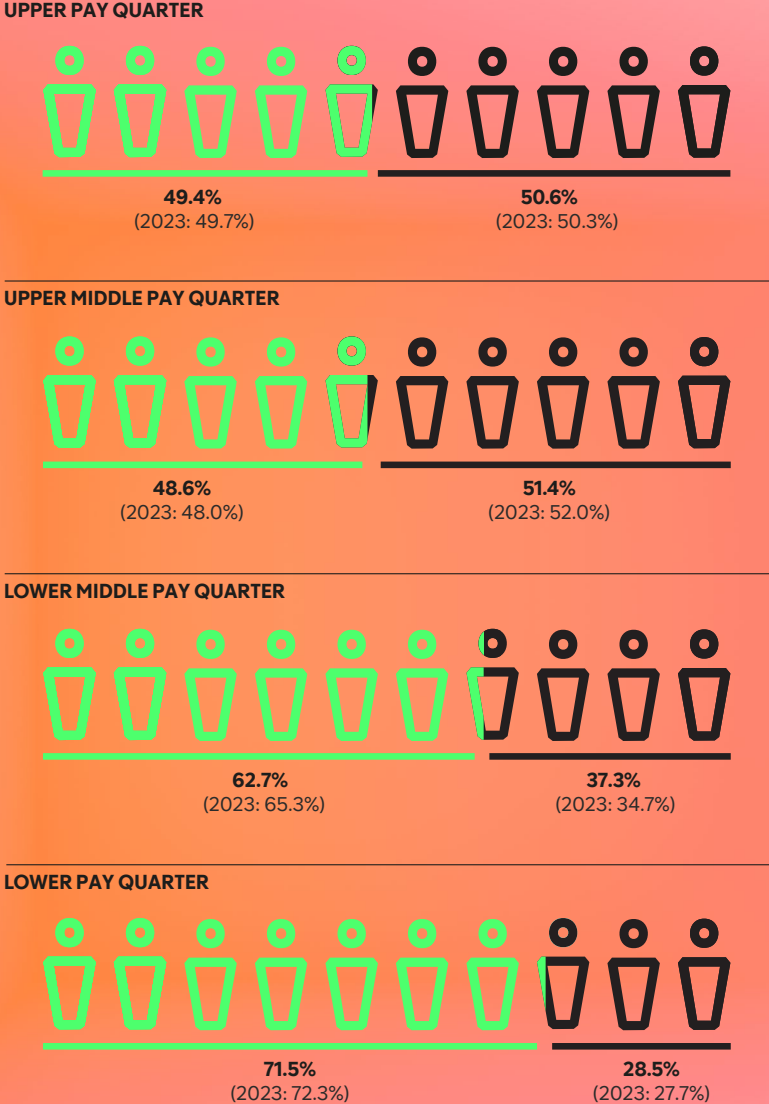 UPPER PAY QUARTER
49.4% 50.6%
(2023: 49.7%) (2023: 50.3%)
UPPER MIDDLE PAY QUARTER
48.6% 51.4%
(2023: 48.0%) (2023: 52.0%)
LOWER MIDDLE PAY QUARTER
62.7% 37.3%
(2023: 65.3%) (2023: 34.7%)
LOWER PAY QUARTER
71.5% 28.5%
(2023: 72.3%) (2023: 27.7%)